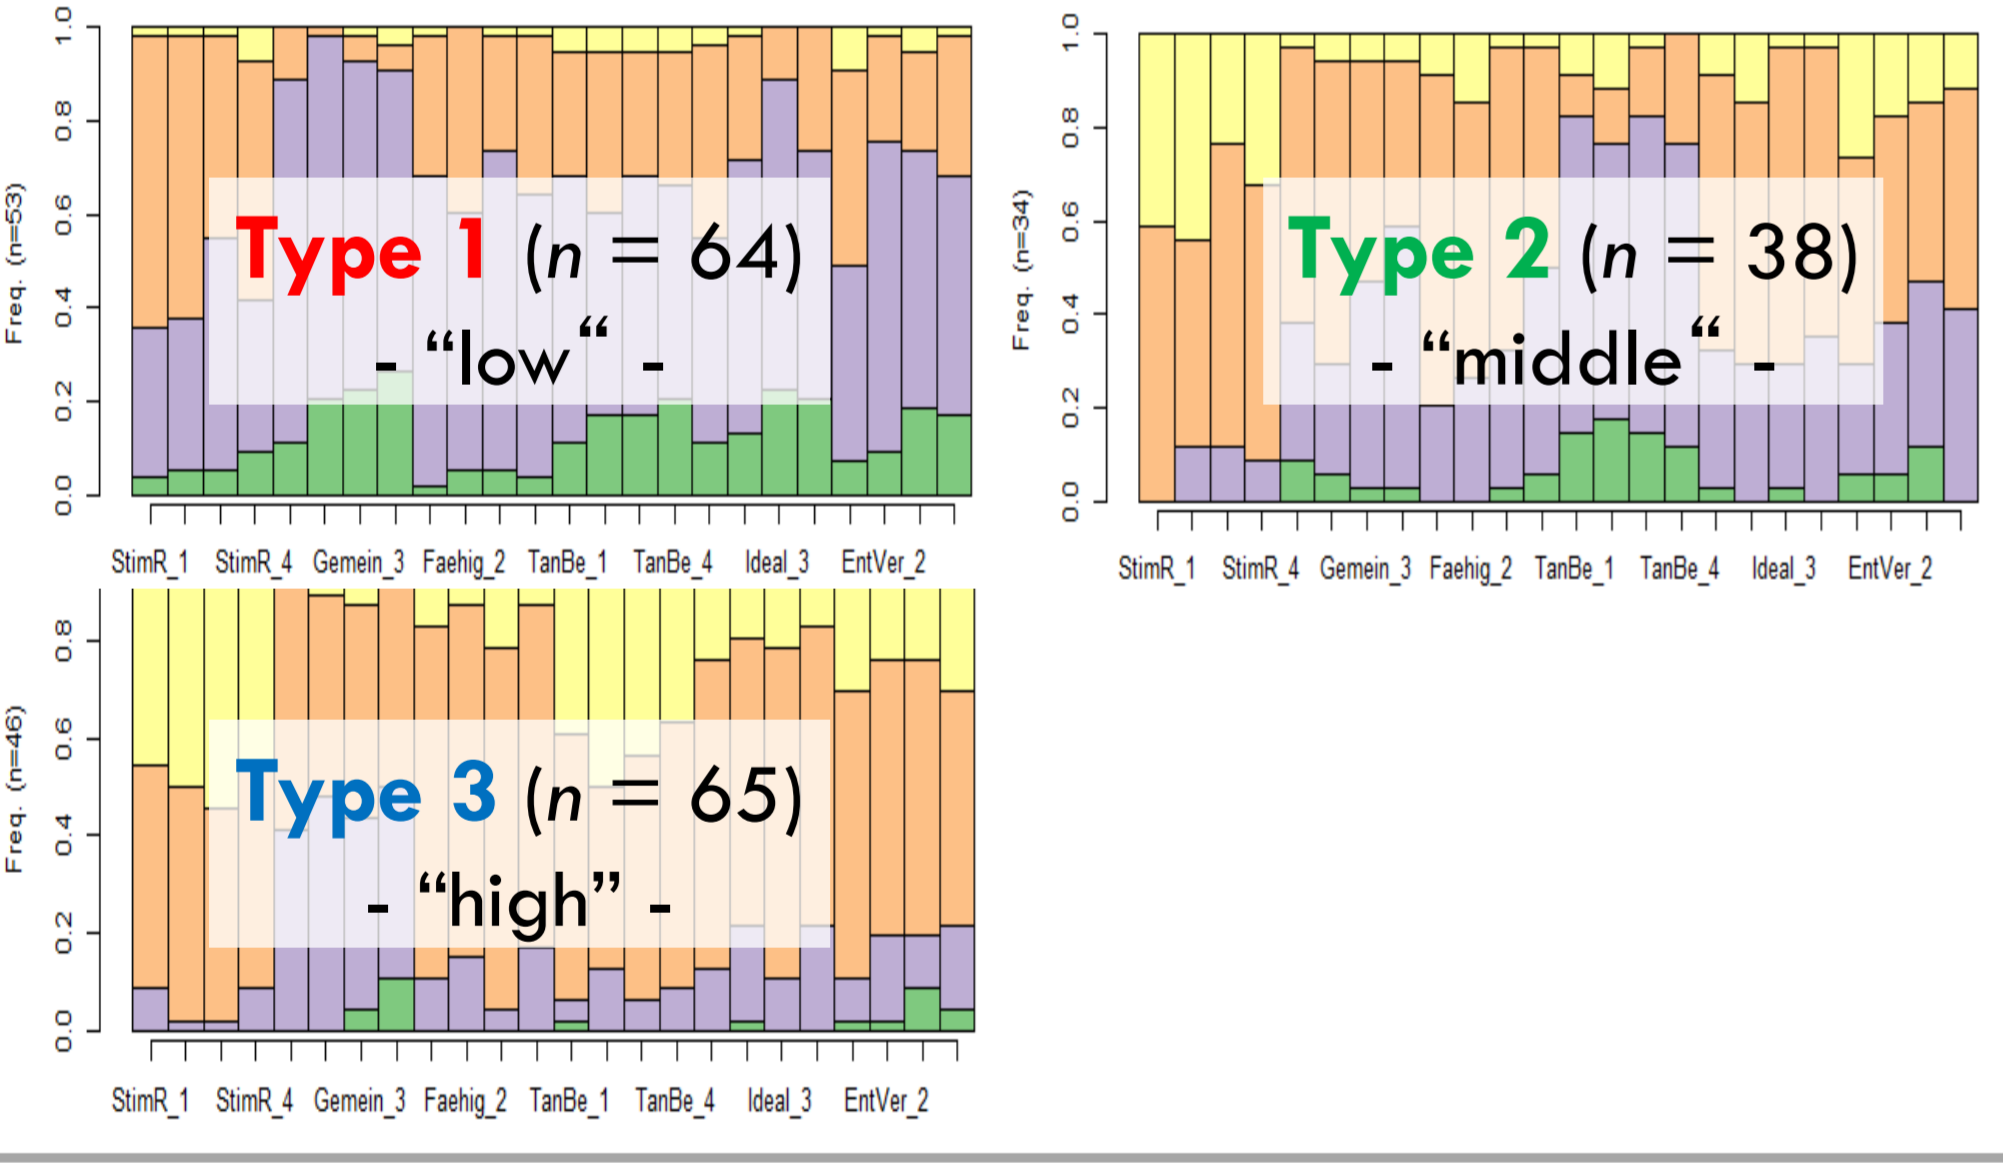 Freq. (n=53)
0.0 0.2 0.4 0.6 0.8 1.0
Type 1 (n = 64)
- “low“ -
StimR_1 StimR_4 Gemein_3 Faehig_2 TanBe_1 TanBe_4 Ideal_3 EntVer_2
Freq. (n=34)
0.0 0.2 0.4 0.6 0.8 1.0
Type 2 (n = 38)
- “middle“ -
StimR_1 StimR_4 Gemein_3 Faehig_2 TanBe_1 TanBe_4 Ideal_3 EntVer_2
Freq. (n=46)
0.0 0.2 0.4 0.6 0.8
Type 3 (n = 65)
- “high” -
StimR_1 StimR_4 Gemein_3 Faehig_2 TanBe_1 TanBe_4 Ideal_3 EntVer_2